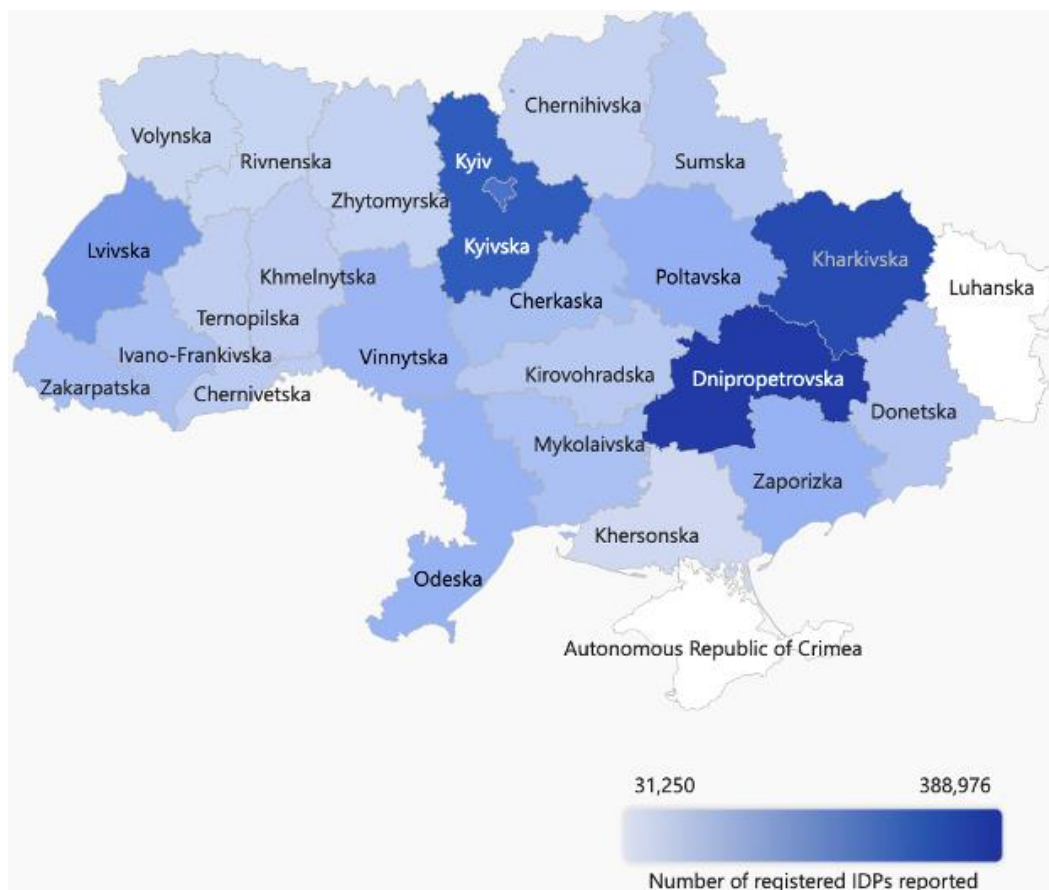 Chernihivska
Volynska
Kyiv
Rivnenska
Sumska
Zhytomyrska
Lvivska
Kyivska
Kharkivska
Khmelnytska
Poltavska
Luhanska
Cherkaska
Ternopilska
Ivano-Frankivska
Vinnytska
Zakarpatska
Chernivetska
Kirovohradska
Dnipropetrovska
Donetska
Mykolaivska
Zaporizka
Khersonska
Odeska
Autonomous Republic of Crimea
31,250 388,976
Number of registered IDPs reported